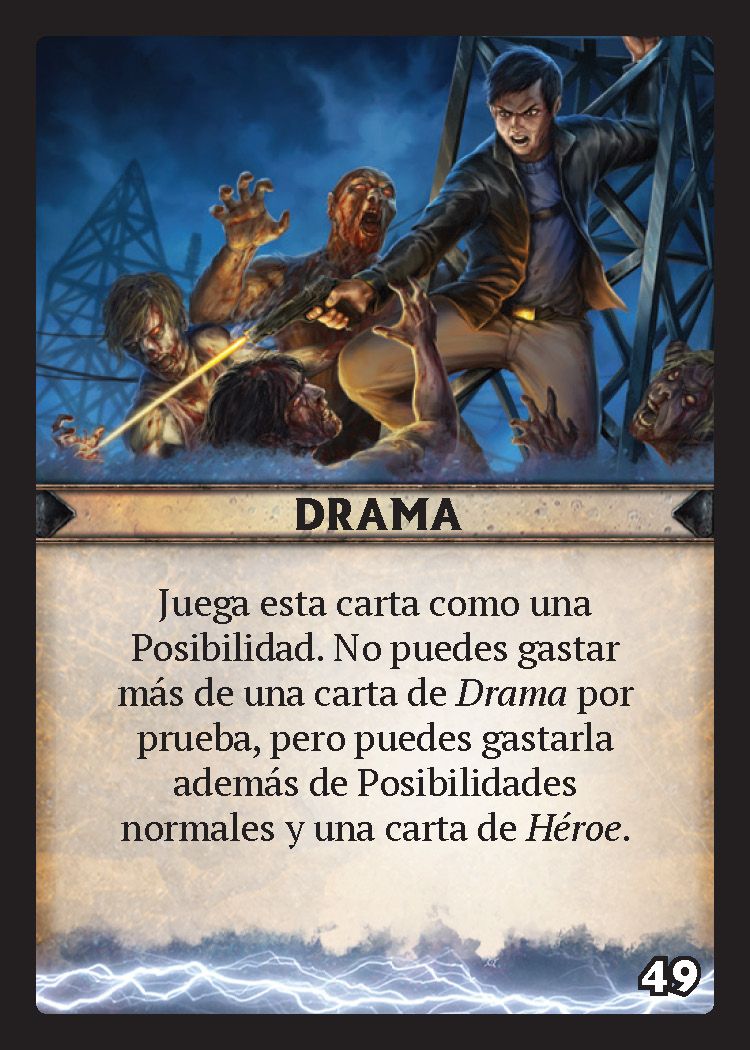 DRAMA
Juega esta carta como una
Posibilidad. No puedes gastar
más de una carta de Drama por
prueba, pero puedes gastarla
además de Posibilidades
normales y una carta de Héroe.
49